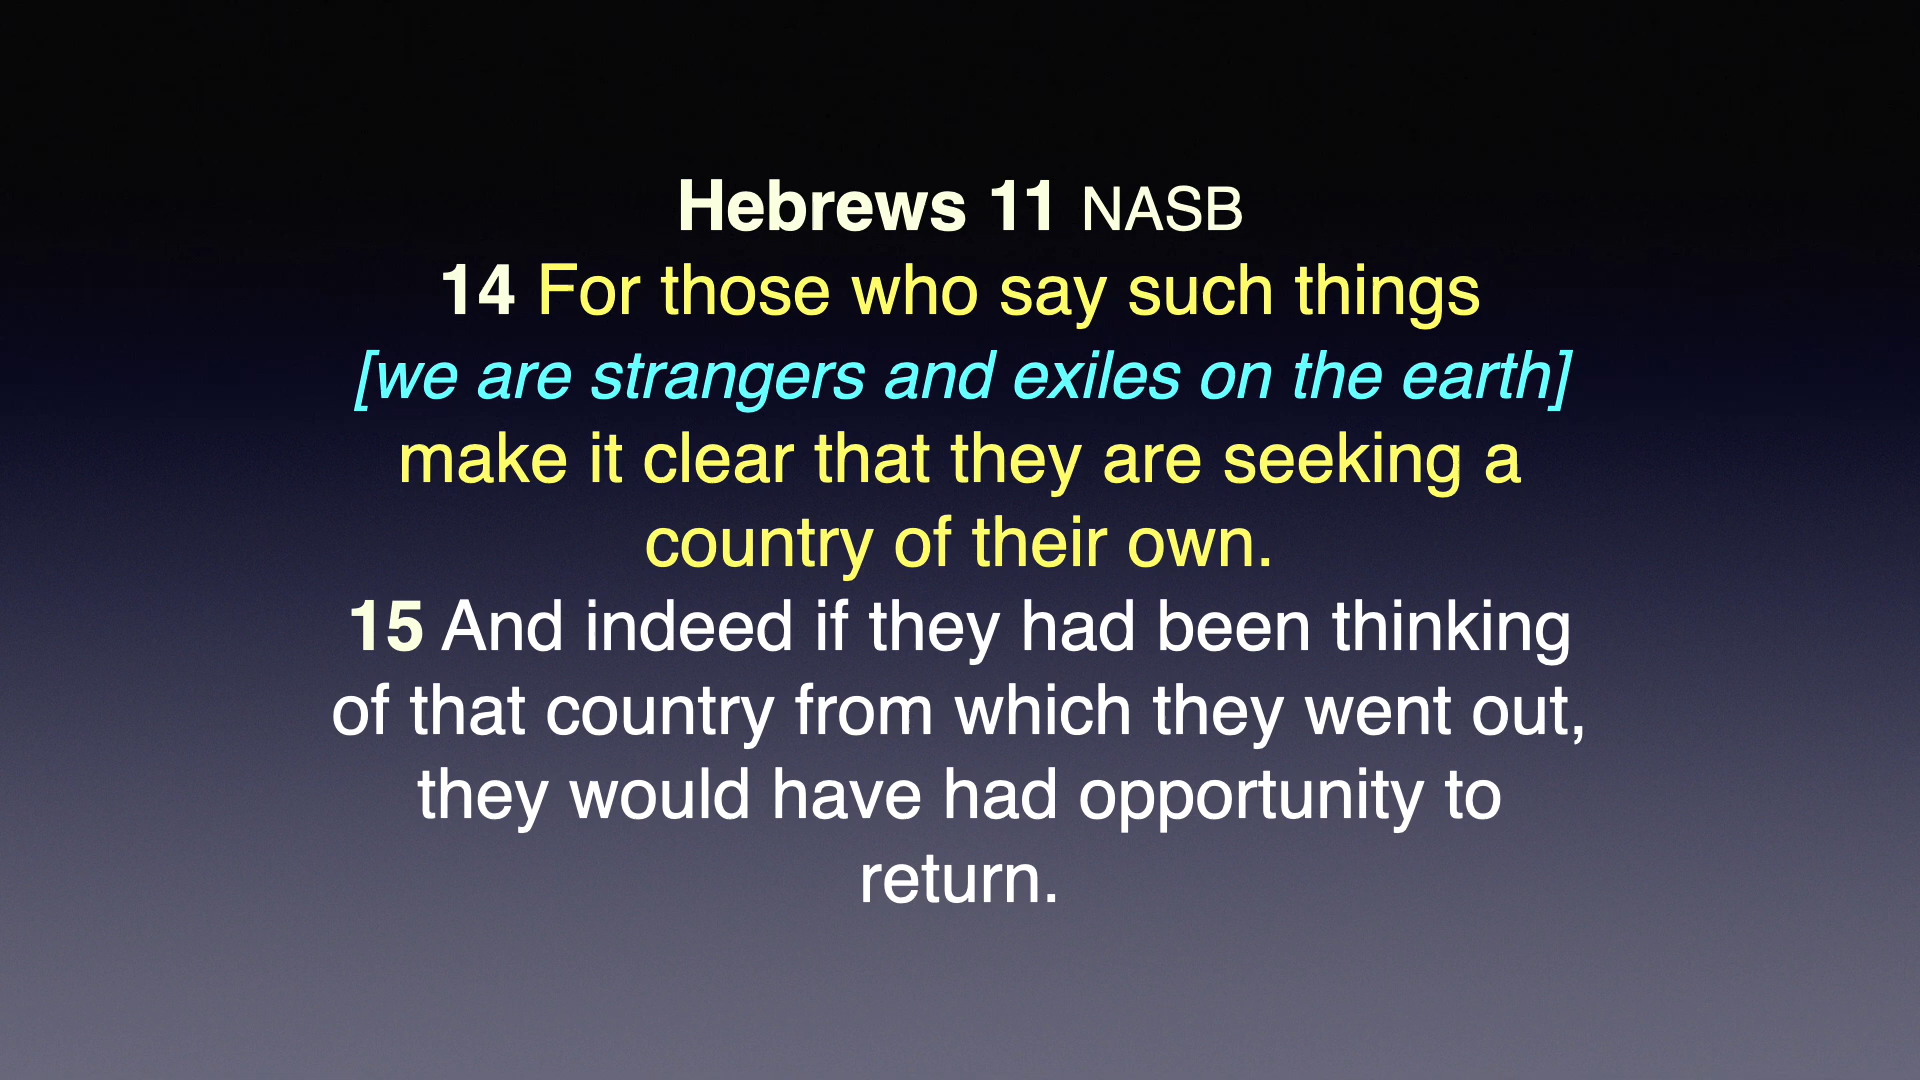 Hebrews 11 NASB
14 For those who say such things
[we are strangers and exiles on the earth]
make it clear that they are seeking a
country of their own.
15 And indeed if they had been thinking
of that country from which they went out,
they would have had opportunity to
return.